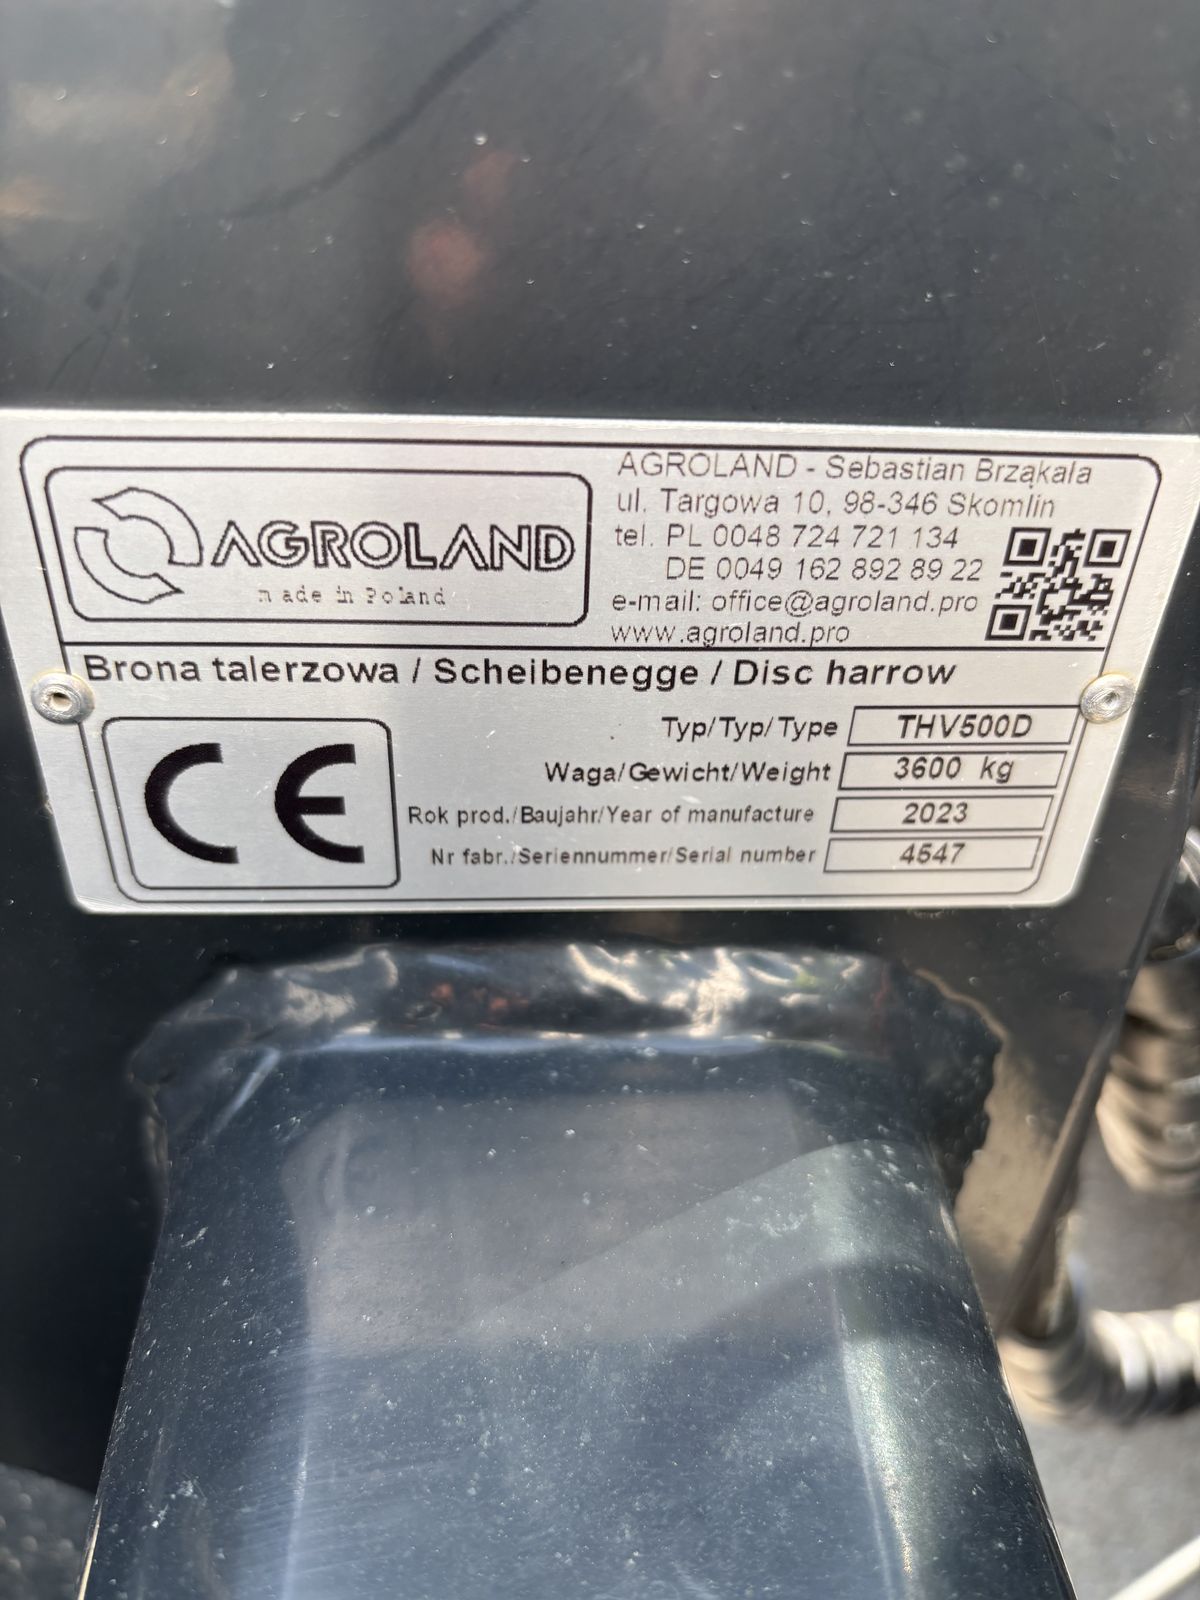 AGROLAND
made in Poland
AGROLAND - Sebastian Brząkała
ul. Targowa 10, 98-346 Skomlin
tel. PL 0048 724 721 134
DE 0049 162 892 89 22
e-mail: office@agroland.pro
www.agroland.pro
Brona talerzowa / Scheibenegge / Disc harrow
CE
Typ/Typ/Type THV500D
Waga/Gewicht/Weight 3600 kg
Rok prod./Baujahr/Year of manufacture 2023
Nr fabr./Seriennummer/Serial number 4547